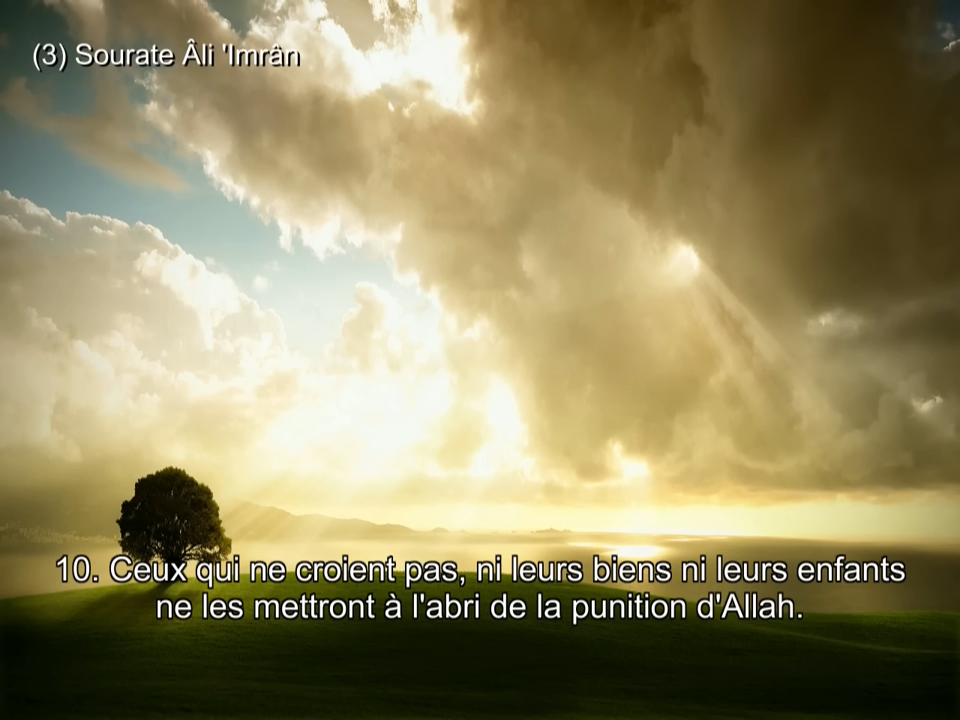 (3) Sourate Âli 'Imrân
10. Ceux qui ne croient pas, ni leurs biens ni leurs enfants
ne les mettront à l'abri de la punition d'Allah.